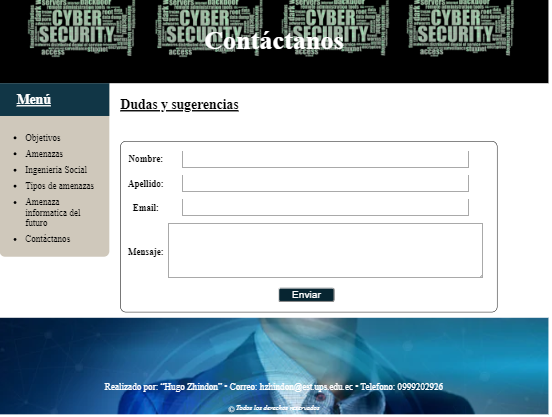 CYBER CYBER CYBER CYBER
SECURITY SECURITY SECURITY SECURITY
Contáctanos
Menú
Objetivos
Amenazas
Ingenieria Social
Tipos de amenazas
Amenaza
informatica del
futuro
Contáctanos
Dudas y sugerencias
Nombre:
Apellido:
Email:
Mensaje:
Enviar
Realizado por: “Hugo Zhindon” • Correo: hzhindon@est.ups.edu.ec • Telefono: 0999202926
© Todos los derechos reservados